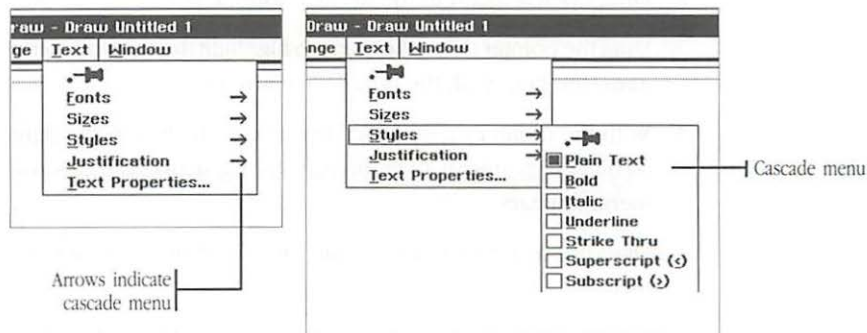 raw - Draw Untitled 1
ge Text Window
Fonts →
Sizes →
Styles →
Justification →
Text Properties...
Arrows indicate
cascade menu
Draw - Draw Untitled 1
nge Text Window
Fonts →
Sizes →
Styles →
Justification →
Text Properties...
Plain Text
Bold
Italic
Underline
Strike Thru
Superscript (<)
Subscript (>)
Cascade menu